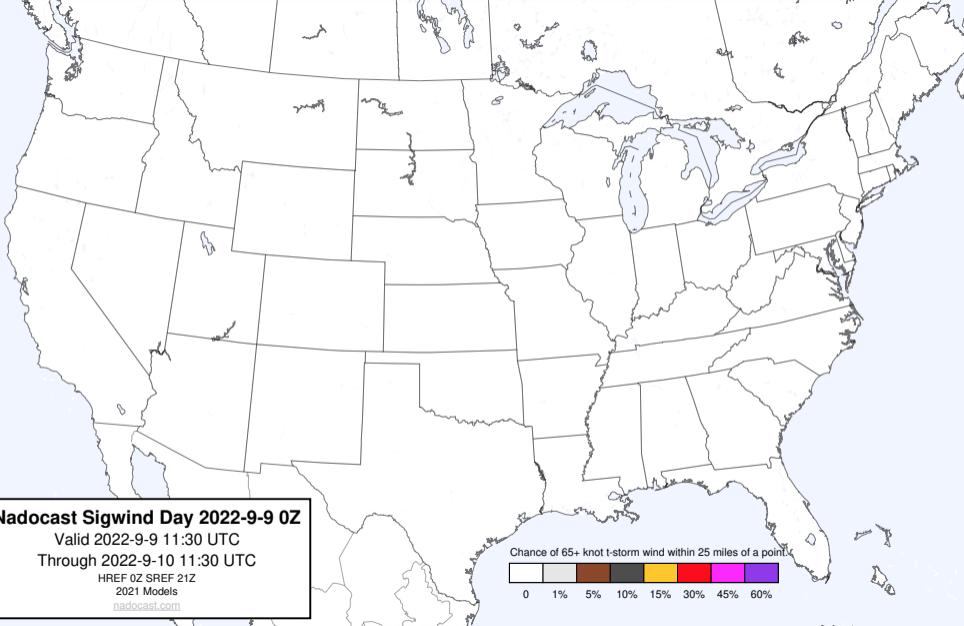 Nadocast Sigwind Day 2022-9-9 0Z
Valid 2022-9-9 11:30 UTC
Through 2022-9-10 11:30 UTC
HREF 0Z SREF 21Z
2021 Models
nadocast.com
Chance of 65+ knot t-storm wind within 25 miles of a point.
0 1% 5% 10% 15% 30% 45% 60%